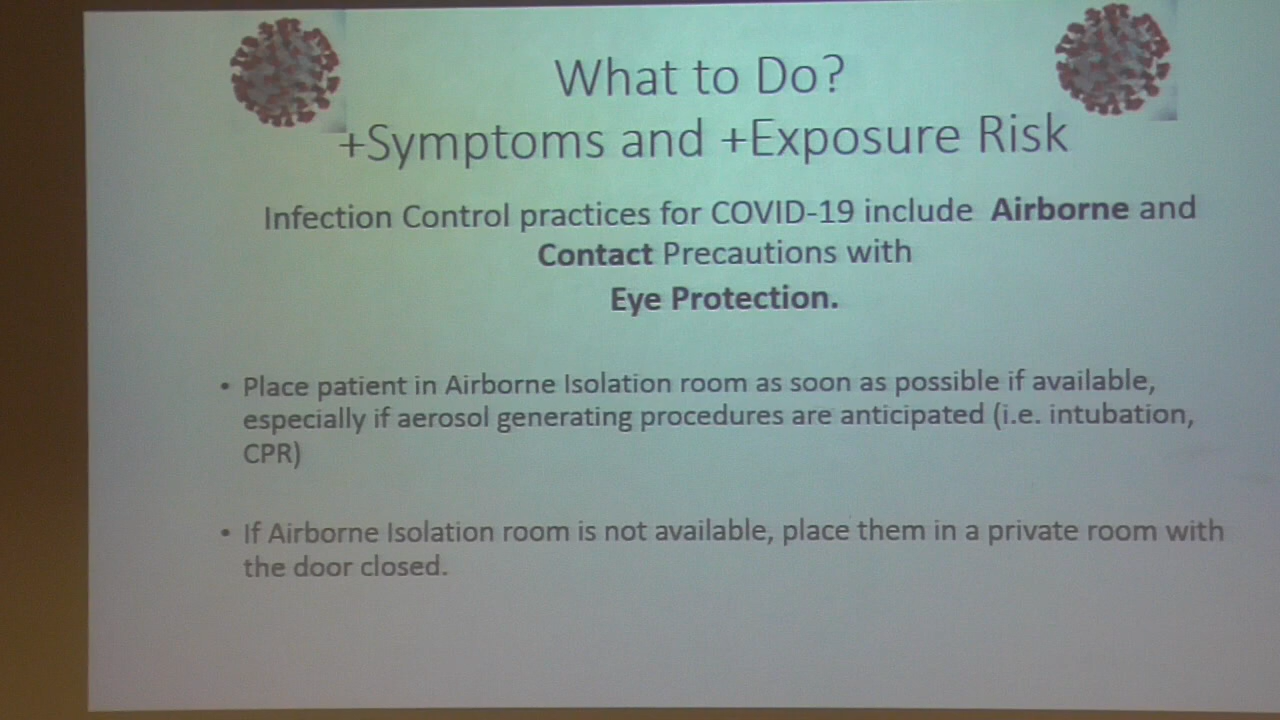 What to Do?
+Symptoms and +Exposure Risk
Infection Control practices for COVID-19 include Airborne and
Contact Precautions with
Eye Protection.
• Place patient in Airborne Isolation room as soon as possible if available,
especially if aerosol generating procedures are anticipated (i.e. intubation,
CPR)
• If Airborne Isolation room is not available, place them in a private room with
the door closed.